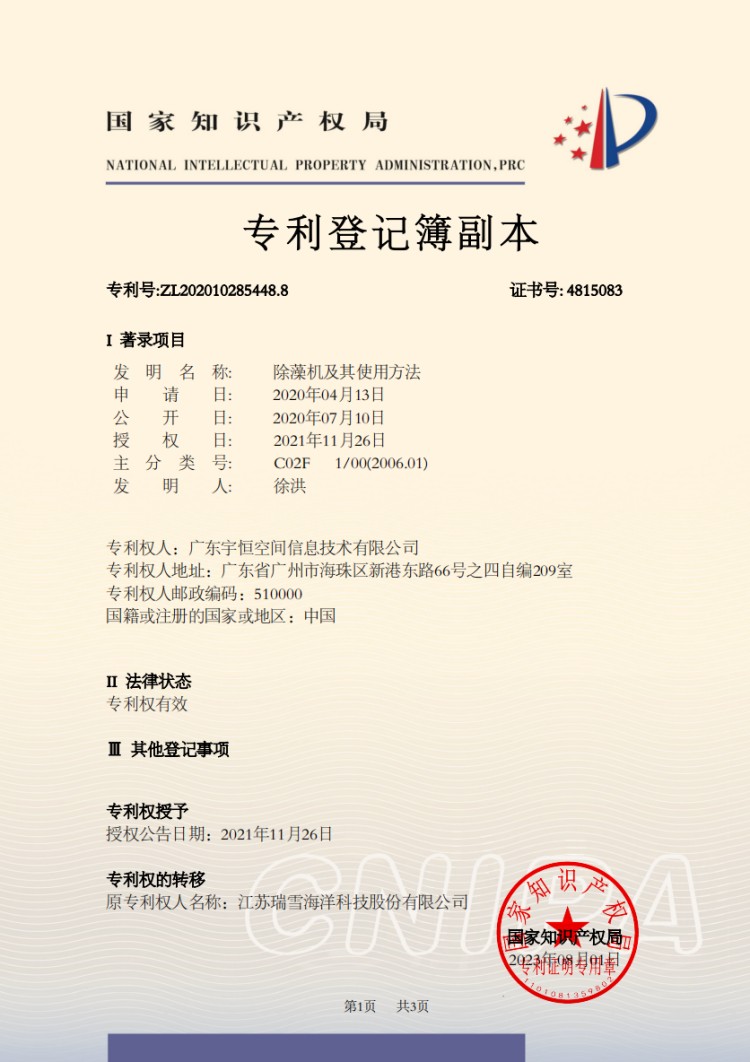 国家知识产权局
NATIONAL INTELLECTUAL PROPERTY ADMINISTRATION,PRC
专利登记簿副本
专利号:ZL202010285448.8 证书号: 4815083
I 著录项目
发明名称: 除藻机及其使用方法
申请日: 2020年04月13日
公开日: 2020年07月10日
授权日: 2021年11月26日
主分类号: C02F 1/00(2006.01)
发明人: 徐洪
专利权人：广东宇恒空间信息技术有限公司
专利权人地址：广东省广州市海珠区新港东路66号之四自编209室
专利权人邮政编码：510000
国籍或注册的国家或地区：中国
II 法律状态
专利权有效
Ⅲ 其他登记事项
专利权授予
授权公告日期：2021年11月26日
专利权的转移
原专利权人名称：江苏瑞雪海洋科技股份有限公司
CNIPA
国家知识产权局
国家知识产权局
2023年08月01日
专利证明专用章
1101081359802
第1页 共3页